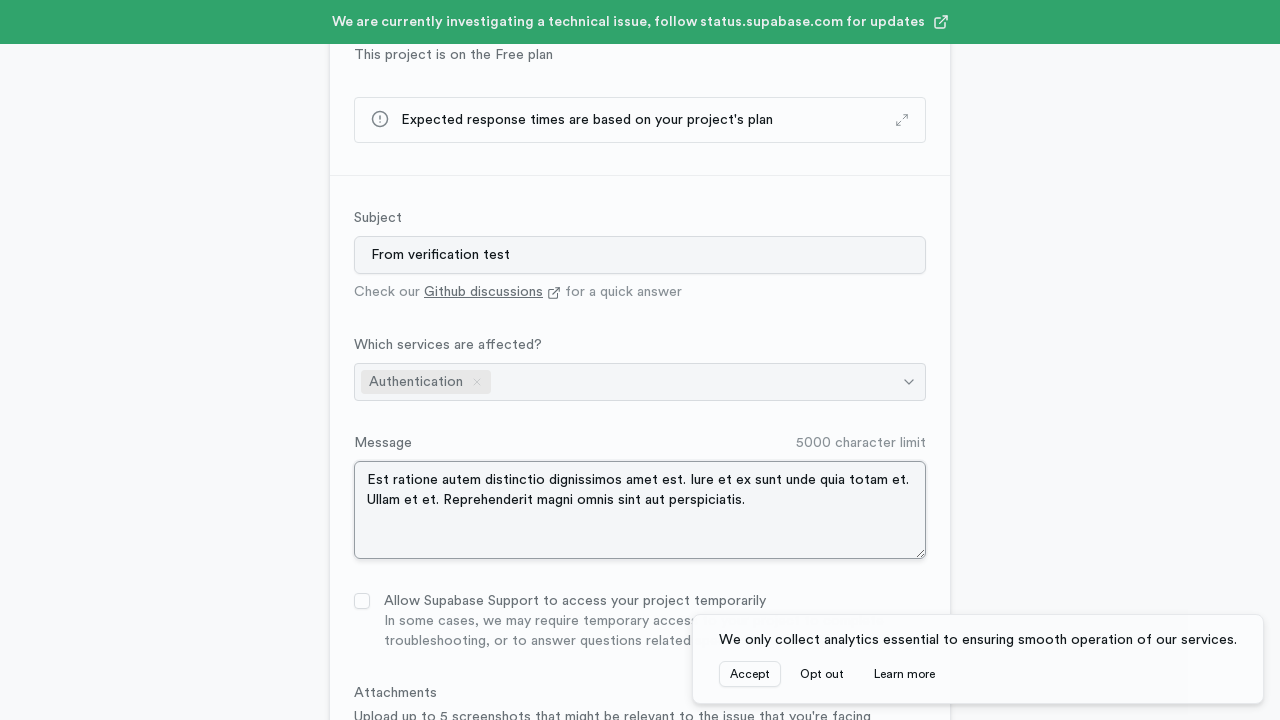 We are currently investigating a technical issue, follow status.supabase.com for updates
This project is on the Free plan
Expected response times are based on your project's plan
Subject
From verification test
Check our Github discussions for a quick answer
Which services are affected?
Authentication
Message
5000 character limit
Est ratione autem distinctio dignissimos amet est. Iure et ex sunt unde quia totam et.
Ullam et et. Reprehenderit magni omnis sint aut perspiciatis.
Allow Supabase Support to access your project temporarily
In some cases, we may require temporary access
troubleshooting, or to answer questions related
We only collect analytics essential to ensuring smooth operation of our services.
Accept
Opt out
Learn more
Attachments
Upload up to 5 screenshots that might be relevant to the issue that you're facing